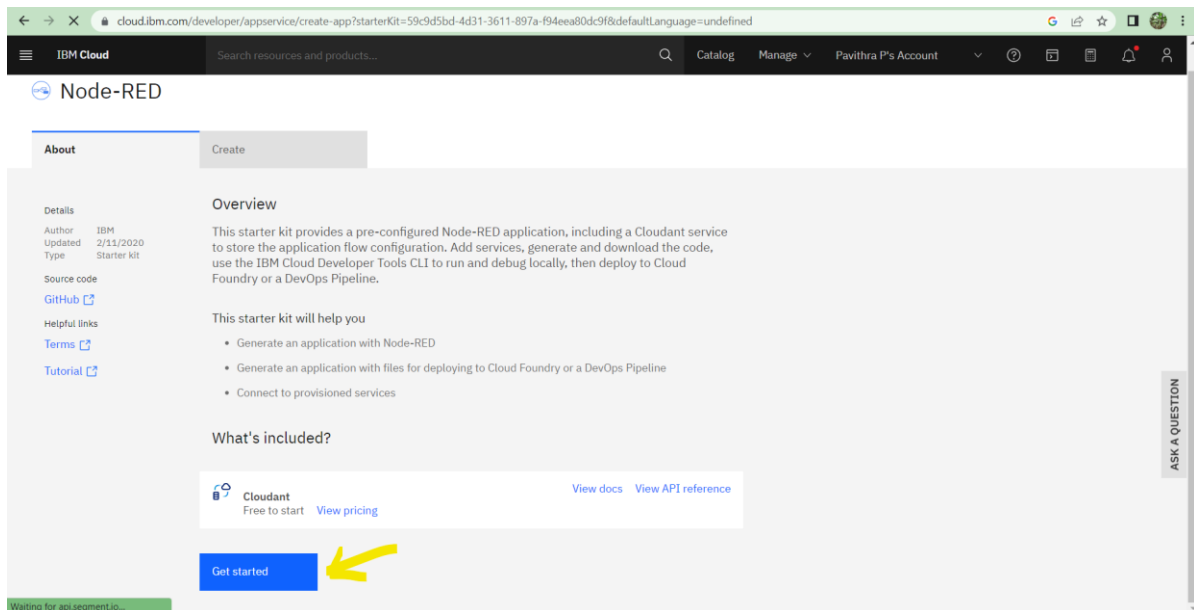 cloud.ibm.com/developer/appservice/create-app?starterKit=59c9d5bd-4d31-3611-897a-f94eea80dc9f&defaultLanguage=undefined
IBM Cloud
Search resources and products...
Catalog
Manage
Pavithra P's Account
Node-RED
About
Create
Details
Author IBM
Updated 2/11/2020
Type Starter kit
Source code
GitHub
Helpful links
Terms
Tutorial
Overview
This starter kit provides a pre-configured Node-RED application, including a Cloudant service
to store the application flow configuration. Add services, generate and download the code,
use the IBM Cloud Developer Tools CLI to run and debug locally, then deploy to Cloud
Foundry or a DevOps Pipeline.
This starter kit will help you
• Generate an application with Node-RED
• Generate an application with files for deploying to Cloud Foundry or a DevOps Pipeline
• Connect to provisioned services
What's included?
Cloudant
Free to start View pricing
View docs View API reference
Get started
ASK A QUESTION
Waiting for api.segment.io...